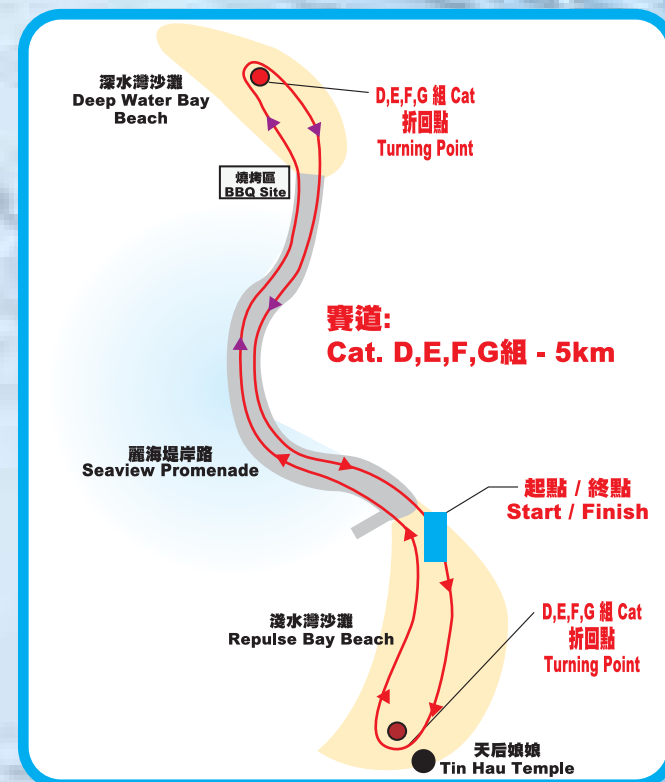 深水灣沙灘
Deep Water Bay
Beach
D,E,F,G 組 Cat
折回點
Turning Point
燒烤區
BBQ Site
賽道:
Cat. D,E,F,G組 - 5km
麗海堤岸路
Seaview Promenade
起點 / 終點
Start / Finish
淺水灣沙灘
Repulse Bay Beach
D,E,F,G 組 Cat
折回點
Turning Point
天后娘娘
Tin Hau Temple